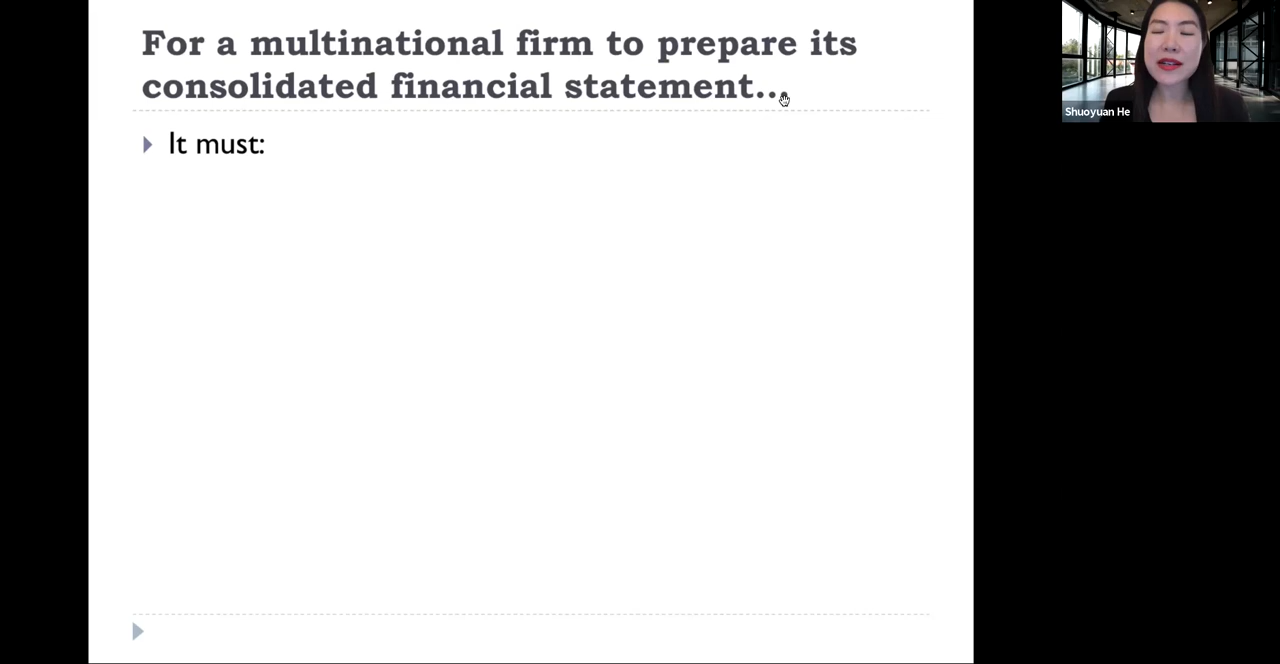 For a multinational firm to prepare its
consolidated financial statement...
It must:
Shuoyuan He